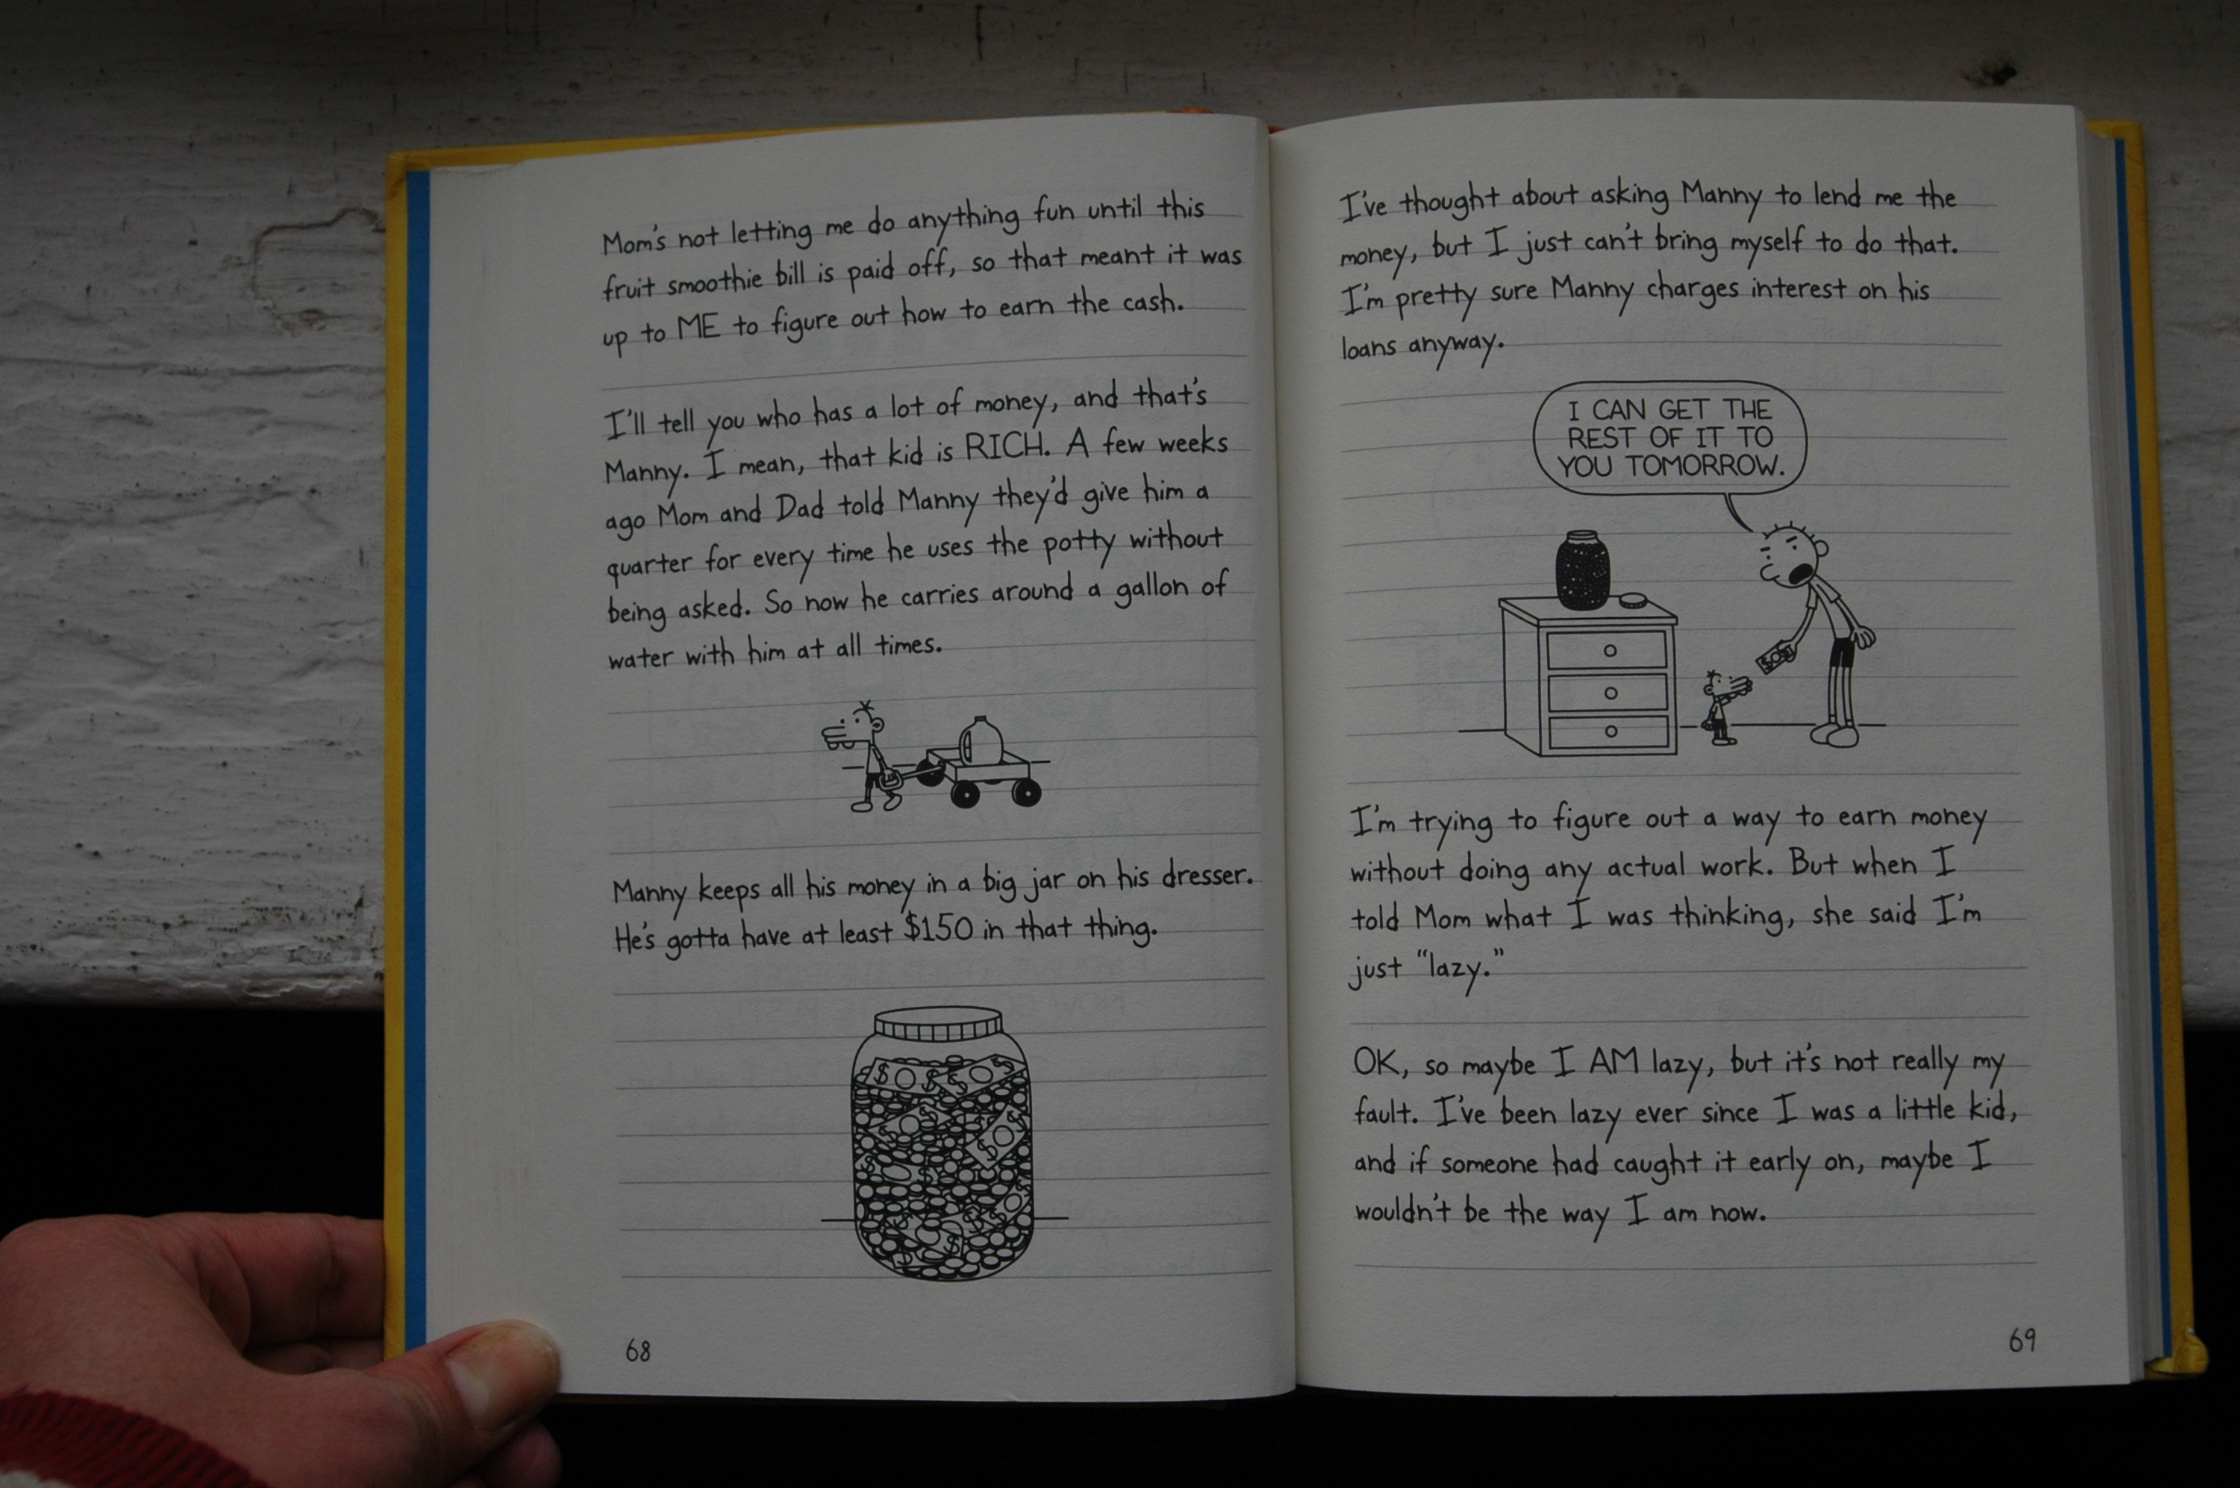 Mom's not letting me do anything fun until this
fruit smoothie bill is paid off, so that meant it was
up to ME to figure out how to earn the cash.
I'll tell you who has a lot of money, and that's
Manny. I mean, that kid is RICH. A few weeks
ago Mom and Dad told Manny they'd give him a
quarter for every time he uses the potty without
being asked. So now he carries around a gallon of
water with him at all times.
Manny keeps all his money in a big jar on his dresser.
He's gotta have at least $150 in that thing.
68
I've thought about asking Manny to lend me the
money, but I just can't bring myself to do that.
I'm pretty sure Manny charges interest on his
loans anyway.
I CAN GET THE
REST OF IT TO
YOU TOMORROW.
I'm trying to figure out a way to earn money
without doing any actual work. But when I
told Mom what I was thinking, she said I'm
just "lazy."
OK, so maybe I AM lazy, but it's not really my
fault. I've been lazy ever since I was a little kid,
and if someone had caught it early on, maybe I
wouldn't be the way I am now.
69